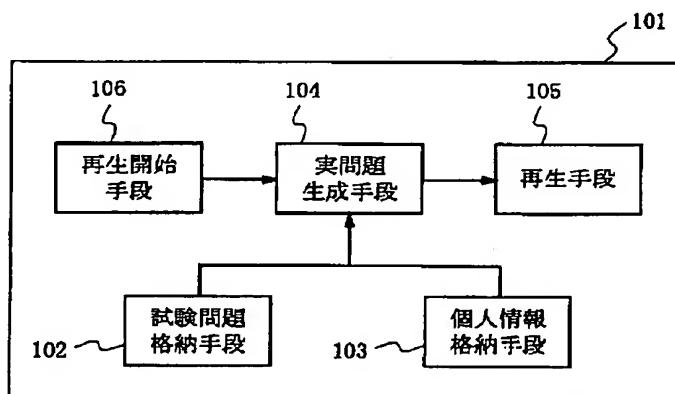 101
106
104
105
再生開始
手段
実問題
生成手段
再生手段
試験問題
格納手段
個人情報
格納手段
102
103